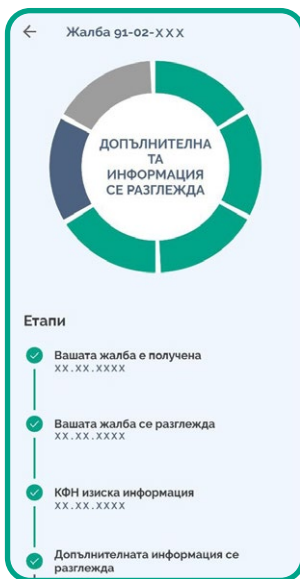 Жалба 91-02-XXX
ДОПЪЛНИТЕЛНА
ТА
ИНФОРМАЦИЯ
СЕ РАЗГЛЕЖДА
Етапи
Вашата жалба е получена
XX.XX.XXXX
Вашата жалба се разглежда
XX.XX.XXXX
КФН изиска информация
XX.XX.XXXX
Допълнителната информация се
разглежда